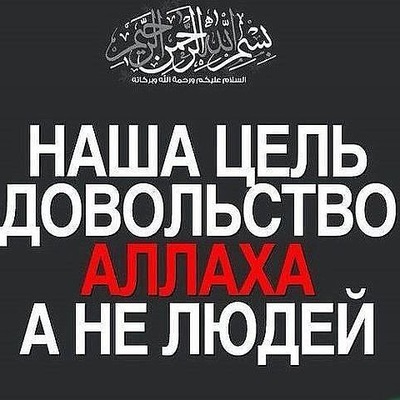 بسم الله الرحمن الرحيم
السلام عليكم ورحمة الله وبركاته
НАША ЦЕЛЬ
ДОВОЛЬСТВО
АЛЛАХА
А НЕ ЛЮДЕЙ